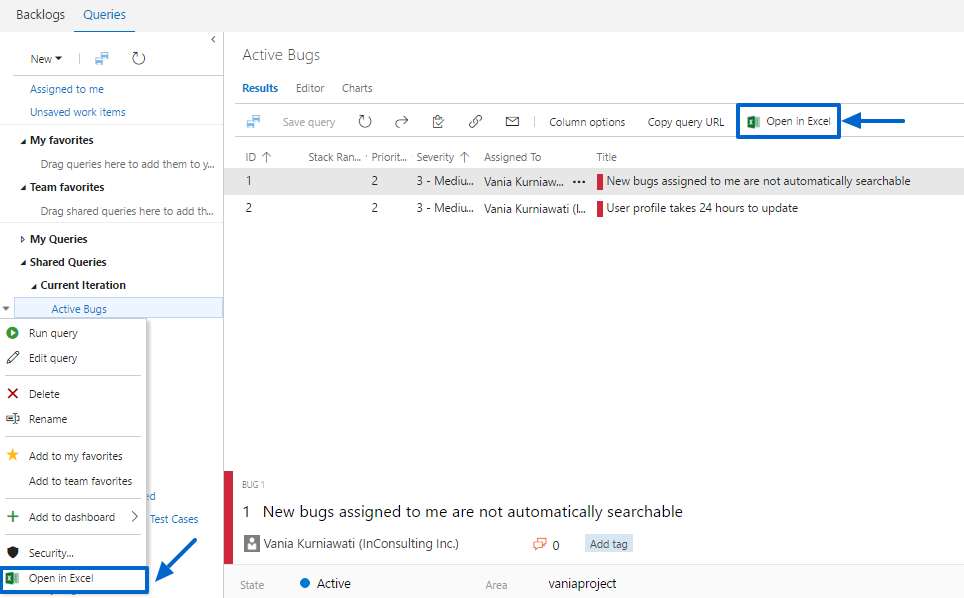 Backlogs Queries
New
Assigned to me
Unsaved work items
My favorites
Drag queries here to add them to y...
Team favorites
Drag shared queries here to add th...
My Queries
Shared Queries
Current Iteration
Active Bugs
Run query
Edit query
Delete
Rename
Add to my favorites
Add to team favorites
Add to dashboard
Security...
Open in Excel
ed
Test Cases
Active Bugs
Results Editor Charts
Save query Column options Copy query URL Open in Excel
ID Stack Ran... Priorit... Severity Assigned To Title
1 2 3 - Mediu... Vania Kurniaw... ••• New bugs assigned to me are not automatically searchable
2 2 3 - Mediu... Vania Kurniawati (I... User profile takes 24 hours to update
BUG 1
1 New bugs assigned to me are not automatically searchable
Vania Kurniawati (InConsulting Inc.) 0 Add tag
State Active Area vaniaproject